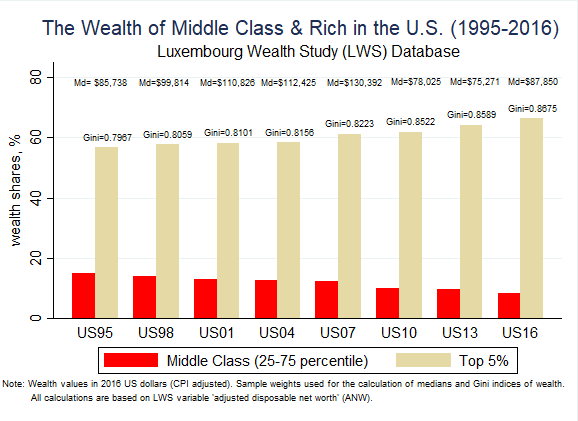 The Wealth of Middle Class & Rich in the U.S. (1995-2016)
Luxembourg Wealth Study (LWS) Database
wealth shares, %
80
60
40
20
0
Md= $85,738 Md=$99,814 Md=$110,826 Md=$112,425 Md=$130,392 Md=$78,025 Md=$75,271 Md=$87,850
Gini=0.7967 Gini=0.8059 Gini=0.8101 Gini=0.8156 Gini=0.8223 Gini=0.8522 Gini=0.8589 Gini=0.8675
US95 US98 US01 US04 US07 US10 US13 US16
Middle Class (25-75 percentile) Top 5%
Note: Wealth values in 2016 US dollars (CPI adjusted). Sample weights used for the calculation of medians and Gini indices of wealth.
All calculations are based on LWS variable 'adjusted disposable net worth' (ANW).